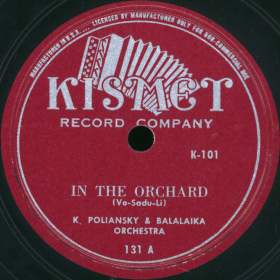 LICENSED BY MANUFACTURER ONLY FOR NON-COMMERCIAL USE
MANUFACTURED IN U.S.A.
KISMET
RECORD COMPANY
K-101
IN THE ORCHARD
(Vo-Sadu-Li)
K. POLIANSKY & BALALAIKA
ORCHESTRA
131 A